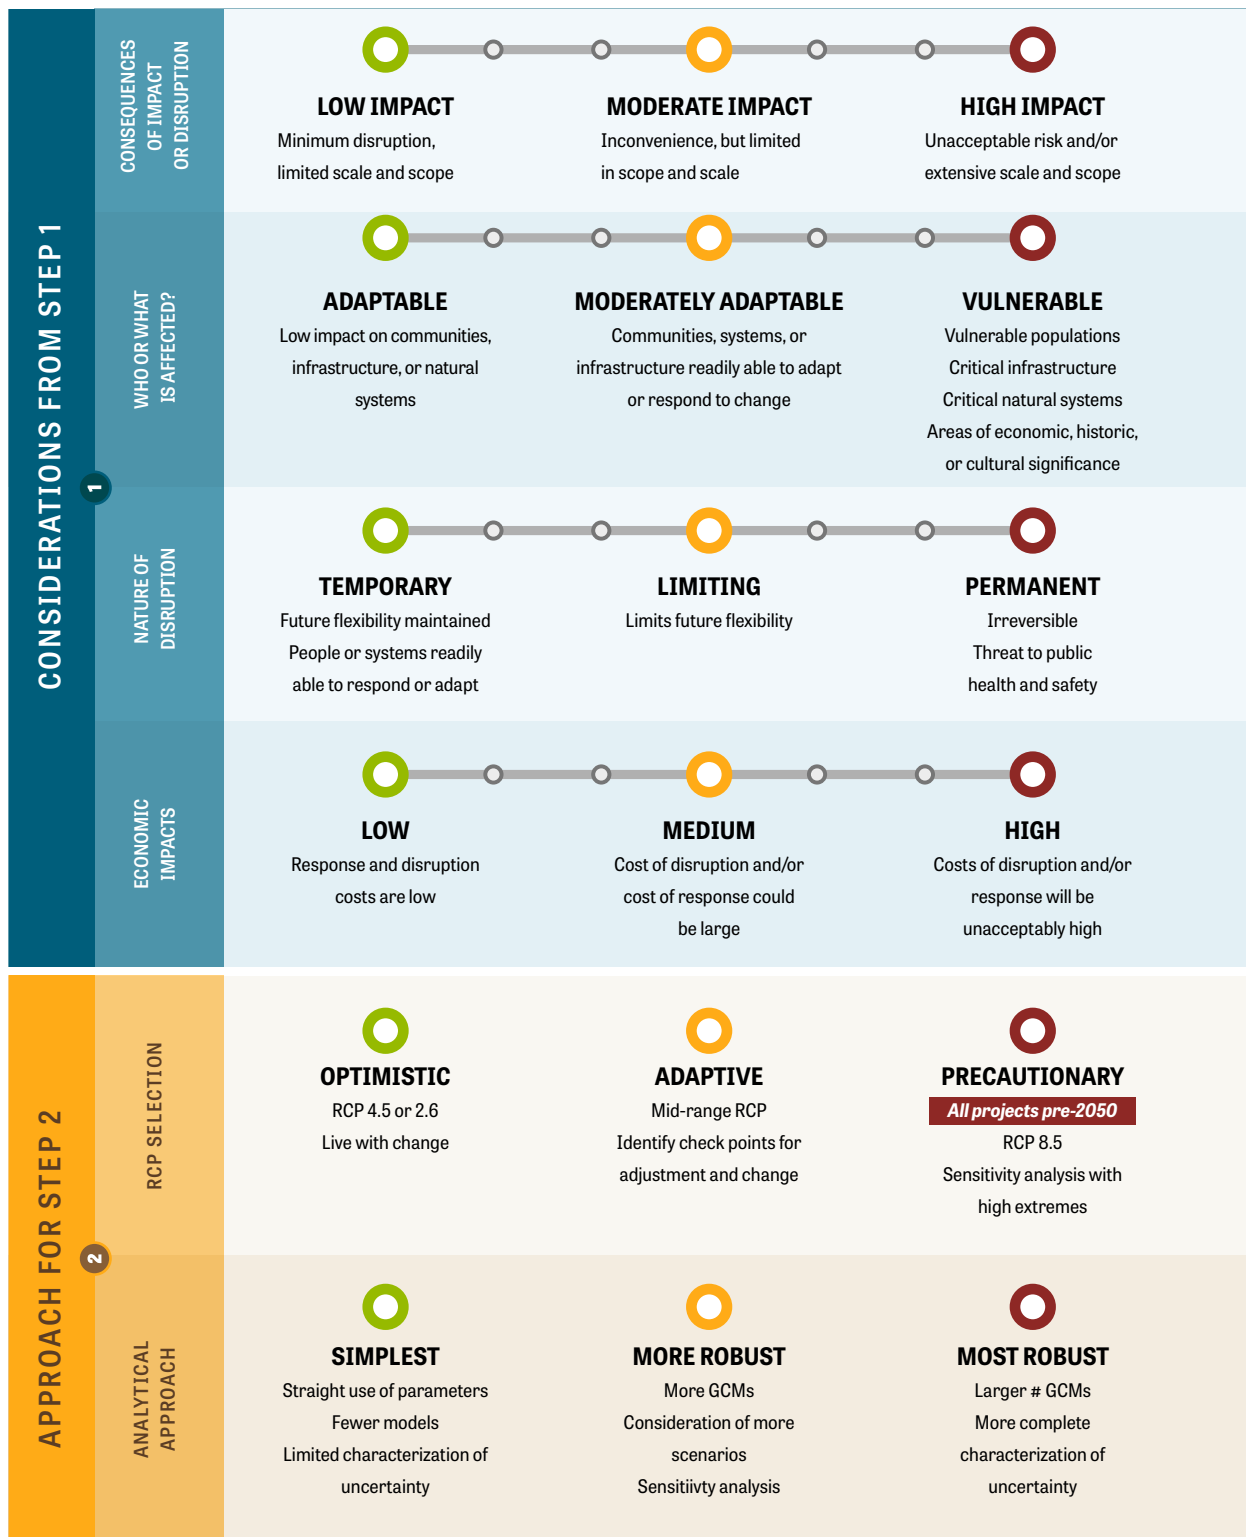 CONSIDERATIONS FROM STEP 1
1
CONSEQUENCES
OF IMPACT
OR DISRUPTION
LOW IMPACT
Minimum disruption,
limited scale and scope
MODERATE IMPACT
Inconvenience, but limited
in scope and scale
HIGH IMPACT
Unacceptable risk and/or
extensive scale and scope
WHO OR WHAT
IS AFFECTED?
ADAPTABLE
Low impact on communities,
infrastructure, or natural
systems
MODERATELY ADAPTABLE
Communities, systems, or
infrastructure readily able to adapt
or respond to change
VULNERABLE
Vulnerable populations
Critical infrastructure
Critical natural systems
Areas of economic, historic,
or cultural significance
NATURE OF
DISRUPTION
TEMPORARY
Future flexibility maintained
People or systems readily
able to respond or adapt
LIMITING
Limits future flexibility
PERMANENT
Irreversible
Threat to public
health and safety
ECONOMIC
IMPACTS
LOW
Response and disruption
costs are low
MEDIUM
Cost of disruption and/or
cost of response could
be large
HIGH
Costs of disruption and/or
response will be
unacceptably high
APPROACH FOR STEP 2
2
RCP SELECTION
OPTIMISTIC
RCP 4.5 or 2.6
Live with change
ADAPTIVE
Mid-range RCP
Identify check points for
adjustment and change
PRECAUTIONARY
All projects pre-2050
RCP 8.5
Sensitivity analysis with
high extremes
ANALYTICAL
APPROACH
SIMPLEST
Straight use of parameters
Fewer models
Limited characterization of
uncertainty
MORE ROBUST
More GCMs
Consideration of more
scenarios
Sensitiivty analysis
MOST ROBUST
Larger # GCMs
More complete
characterization of
uncertainty